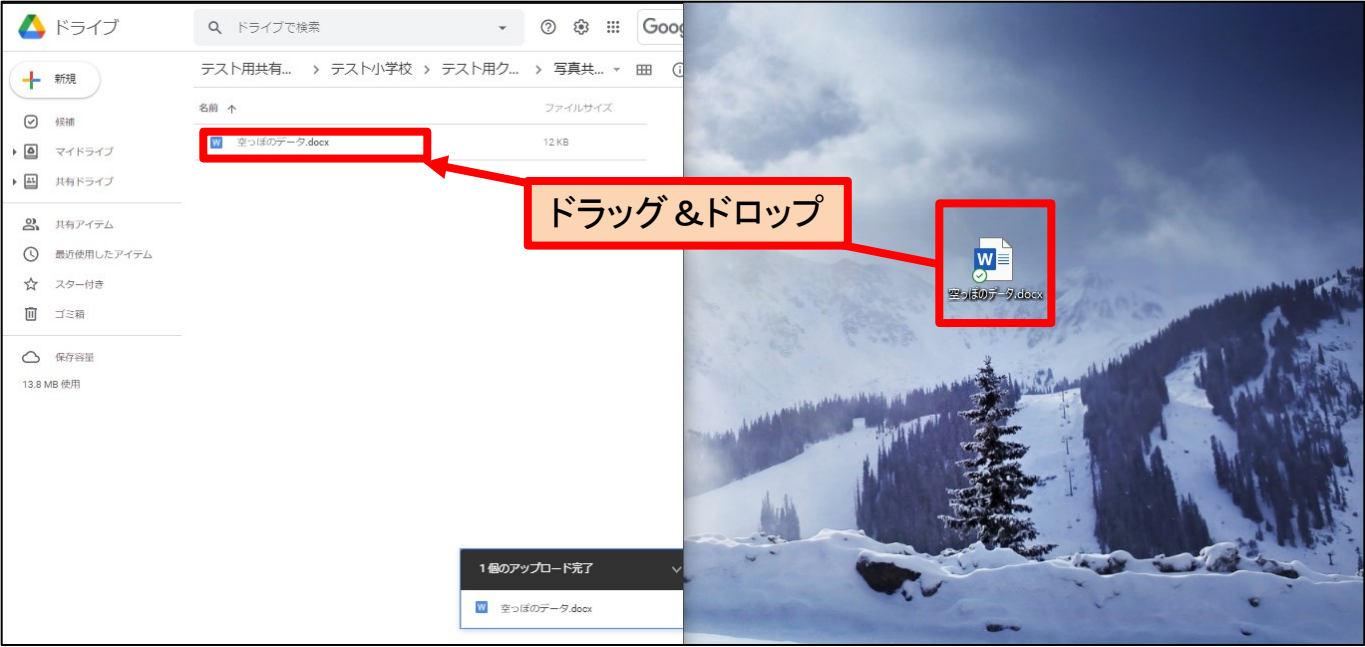 ドライブ
ドライブで検索
Goog
新規
候補
マイドライブ
共有ドライブ
共有アイテム
最近使用したアイテム
スター付き
ゴミ箱
保存容量
13.8 MB 使用
テスト用共有... > テスト小学校 > テスト用ク... > 写真共...
名前 ↑ ファイルサイズ
空っぽのデータ.docx 12 KB
ドラッグ＆ドロップ
空っぽのデータ.docx
1 個のアップロード完了
空っぽのデータ.docx